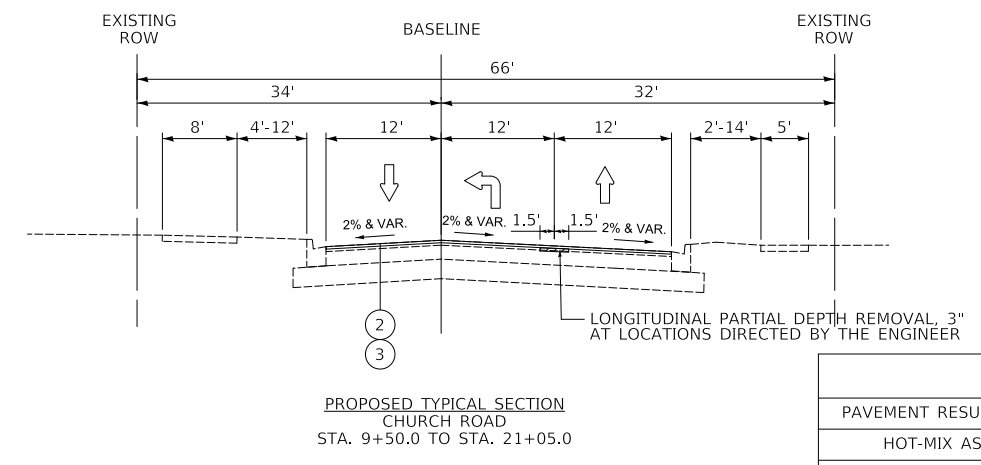 EXISTING
ROW
BASELINE
EXISTING
ROW
66'
34'
32'
8'
4'-12'
12'
12'
12'
2'-14'
5'
2% & VAR.
2% & VAR.
1.5'
1.5'
2% & VAR.
LONGITUDINAL PARTIAL DEPTH REMOVAL, 3"
AT LOCATIONS DIRECTED BY THE ENGINEER
2
3
PROPOSED TYPICAL SECTION
CHURCH ROAD
STA. 9+50.0 TO STA. 21+05.0
PAVEMENT RESU
HOT-MIX AS